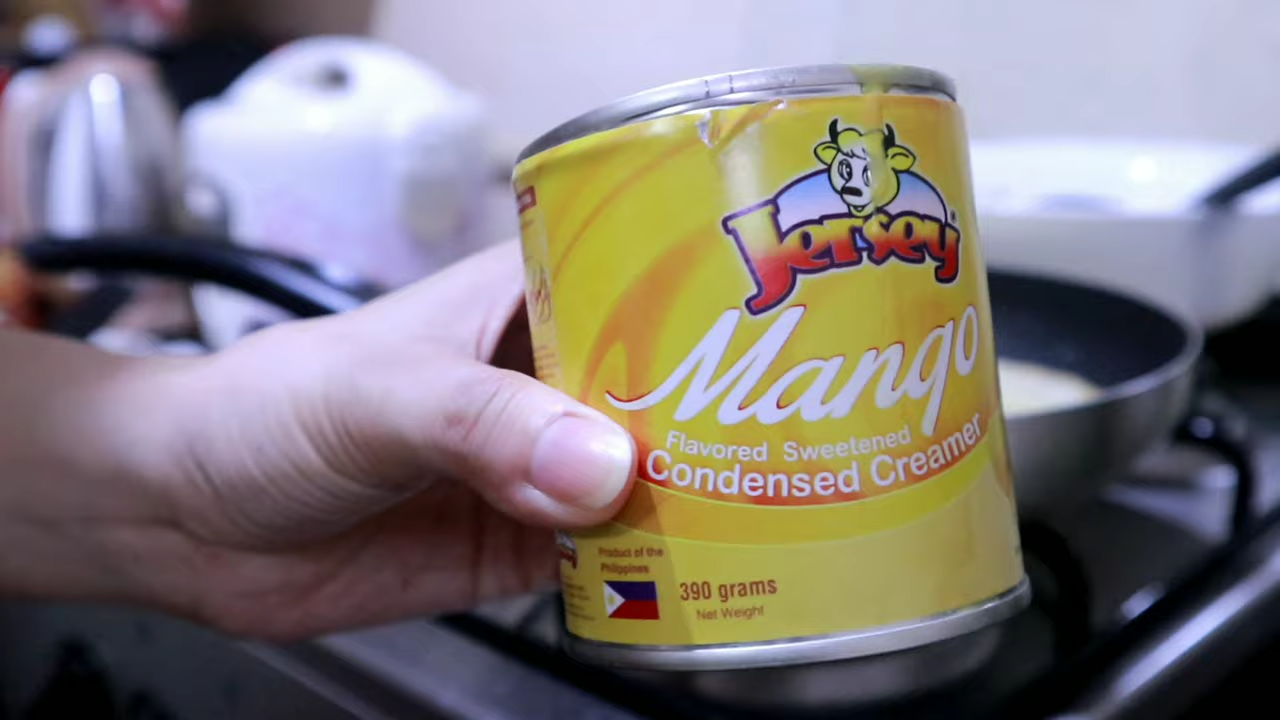 Jersey
Mango
Flavored Sweetened
Condensed Creamer
Product of the
Philippines
390 grams
Net Weight